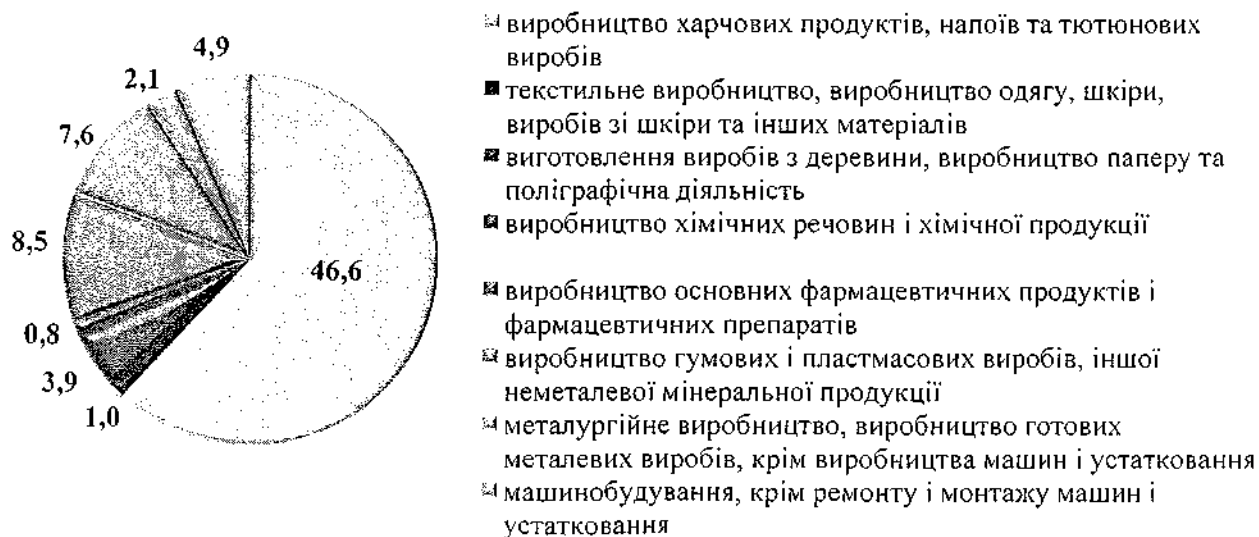 4,9
2,1
7,6
8,5
46,6
0,8
3,9
1,0
виробництво харчових продуктів, напоїв та тютюнових
виробів
текстильне виробництво, виробництво одягу, шкіри,
виробів зі шкіри та інших матеріалів
виготовлення виробів з деревини, виробництво паперу та
поліграфічна діяльність
виробництво хімічних речовин і хімічної продукції
виробництво основних фармацевтичних продуктів і
фармацевтичних препаратів
виробництво гумових і пластмасових виробів, іншої
неметалевої мінеральної продукції
металургійне виробництво, виробництво готових
металевих виробів, крім виробництва машин і устатковання
машинобудування, крім ремонту і монтажу машин і
устатковання